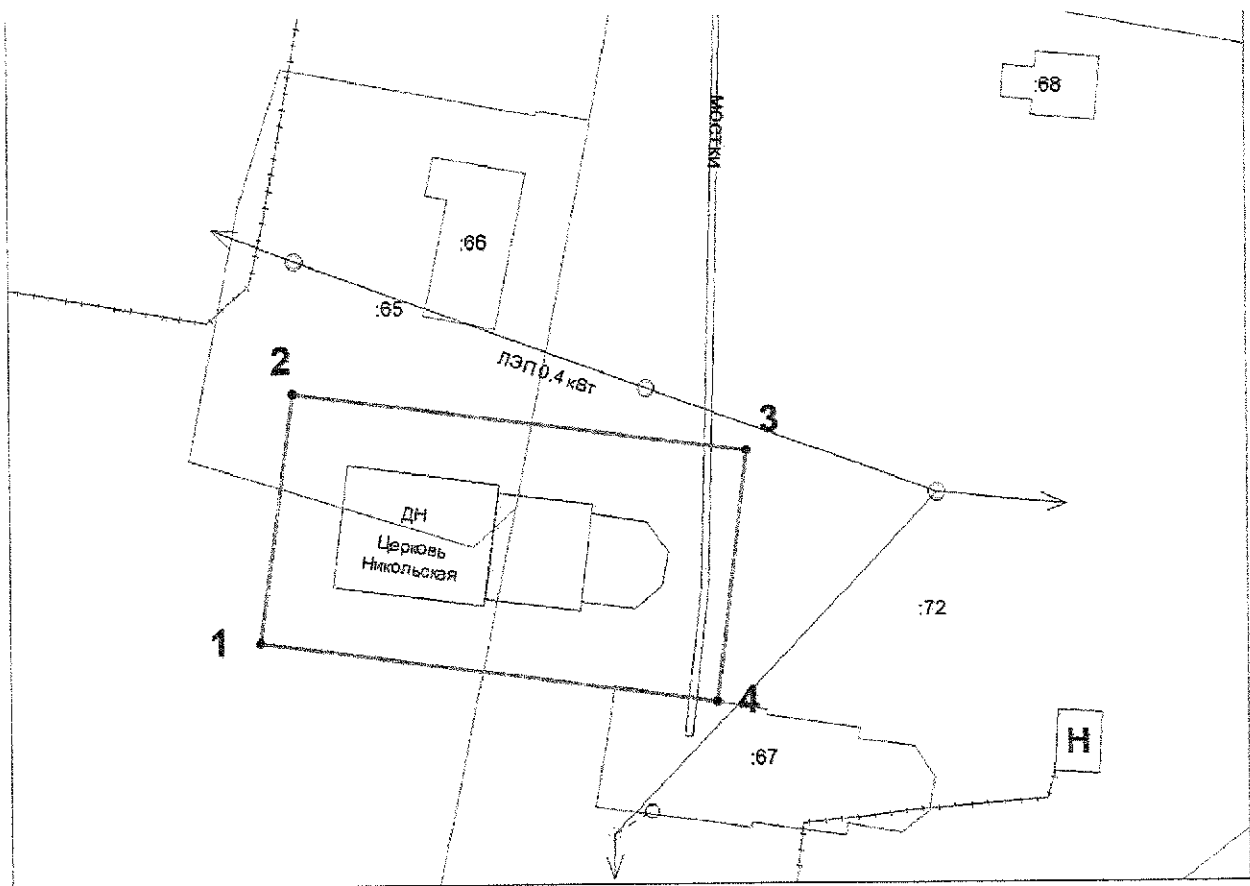 :68
мостки
:66
:65
ЛЭП 0,4 кВт
2
3
ДН
Церковь
Никольская
:72
1
4
:67
Н